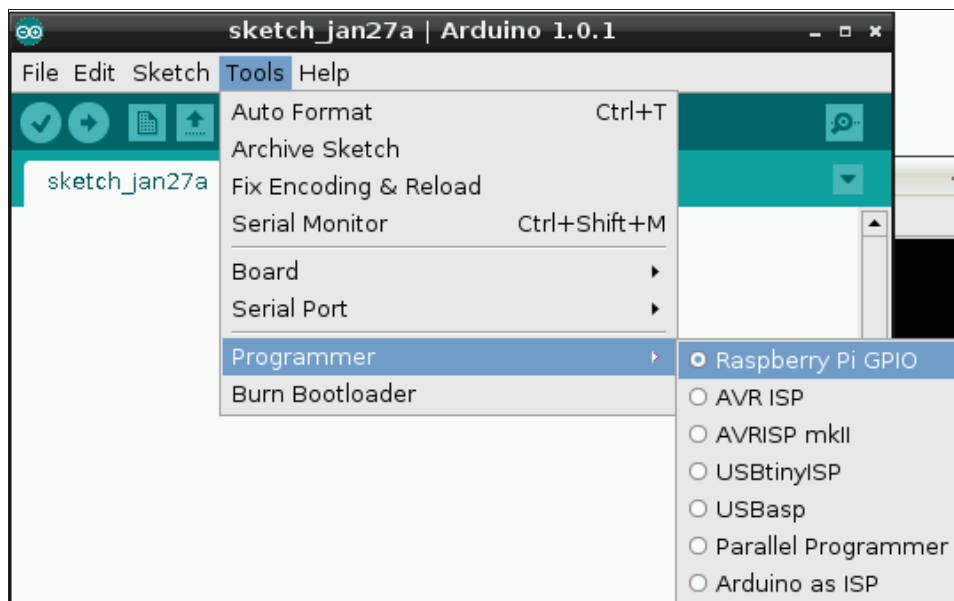 sketch_jan27a | Arduino 1.0.1
File Edit Sketch Tools Help
sketch_jan27a
Auto Format Ctrl+T
Archive Sketch
Fix Encoding & Reload
Serial Monitor Ctrl+Shift+M
Board
Serial Port
Programmer
Burn Bootloader
Raspberry Pi GPIO
AVR ISP
AVRISP mkII
USBtinyISP
USBasp
Parallel Programmer
Arduino as ISP